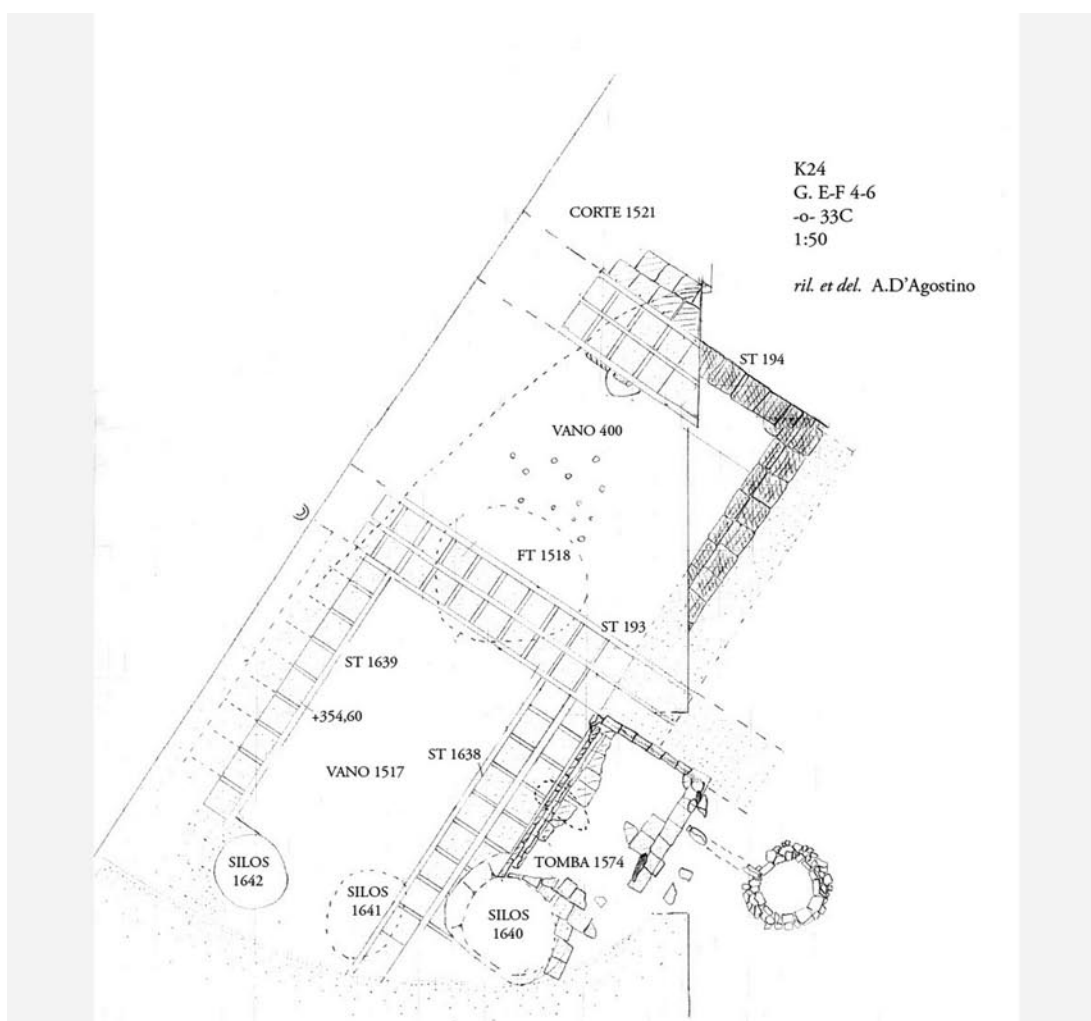 K24
G. E-F 4-6
-o- 33C
1:50
ril. et del. A.D'Agostino
CORTE 1521
ST 194
VANO 400
FT 1518
ST 193
ST 1639
+354,60
ST 1638
VANO 1517
TOMBA 1574
SILOS
1642
SILOS
1641
SILOS
1640